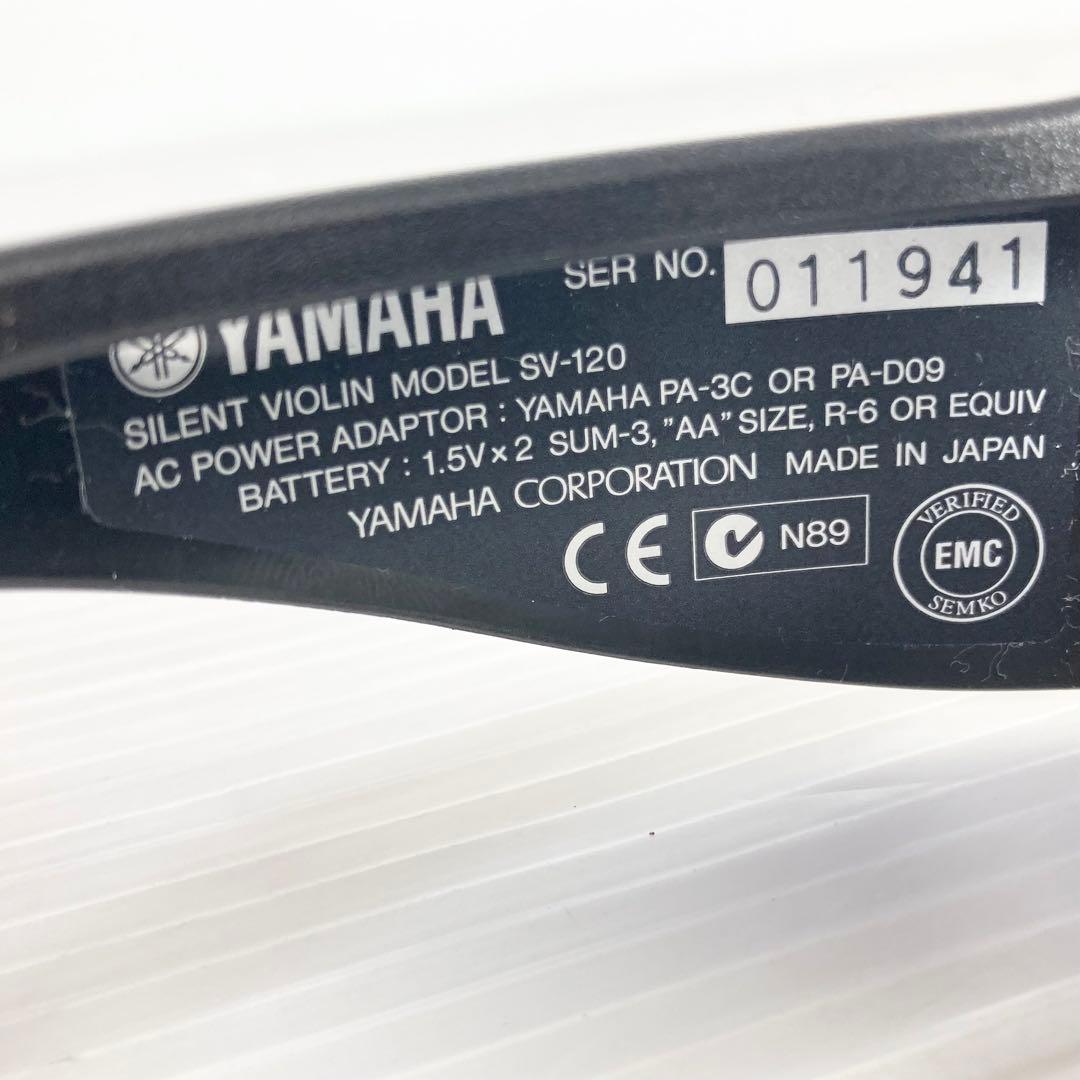 SER NO. 011941
YAMAHA
SILENT VIOLIN MODEL SV-120
AC POWER ADAPTOR : YAMAHA PA-3C OR PA-D09
BATTERY : 1.5V×2 SUM-3, "AA" SIZE, R-6 OR EQUIV
YAMAHA CORPORATION MADE IN JAPAN
CE
N89
VERIFIED
EMC
SEMKO